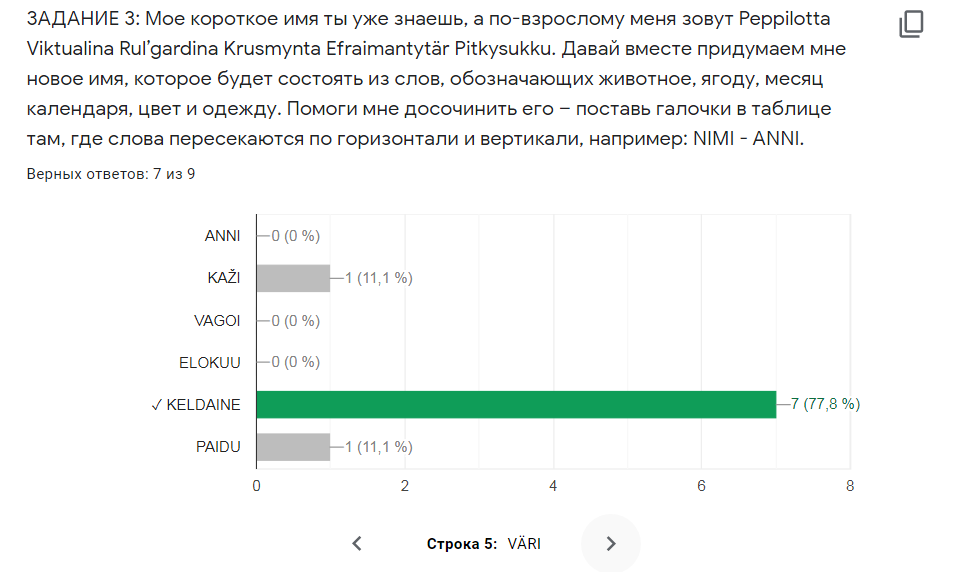 ЗАДАНИЕ 3: Мое короткое имя ты уже знаешь, а по-взрослому меня зовут Peppilotta
Viktualina Rul’gardina Krusmynta Efraimantytär Pitkysukku. Давай вместе придумаем мне
новое имя, которое будет состоять из слов, обозначающих животное, ягоду, месяц
календаря, цвет и одежду. Помоги мне досочинить его – поставь галочки в таблице
там, где слова пересекаются по горизонтали и вертикали, например: NIMI - ANNI.
Верных ответов: 7 из 9
ANNI 0 (0 %)
KAŽI 1 (11,1 %)
VAGOI 0 (0 %)
ELOKUU 0 (0 %)
✓ KELDAINE 7 (77,8 %)
PAIDU 1 (11,1 %)
0 2 4 6 8
Строка 5: VÄRI